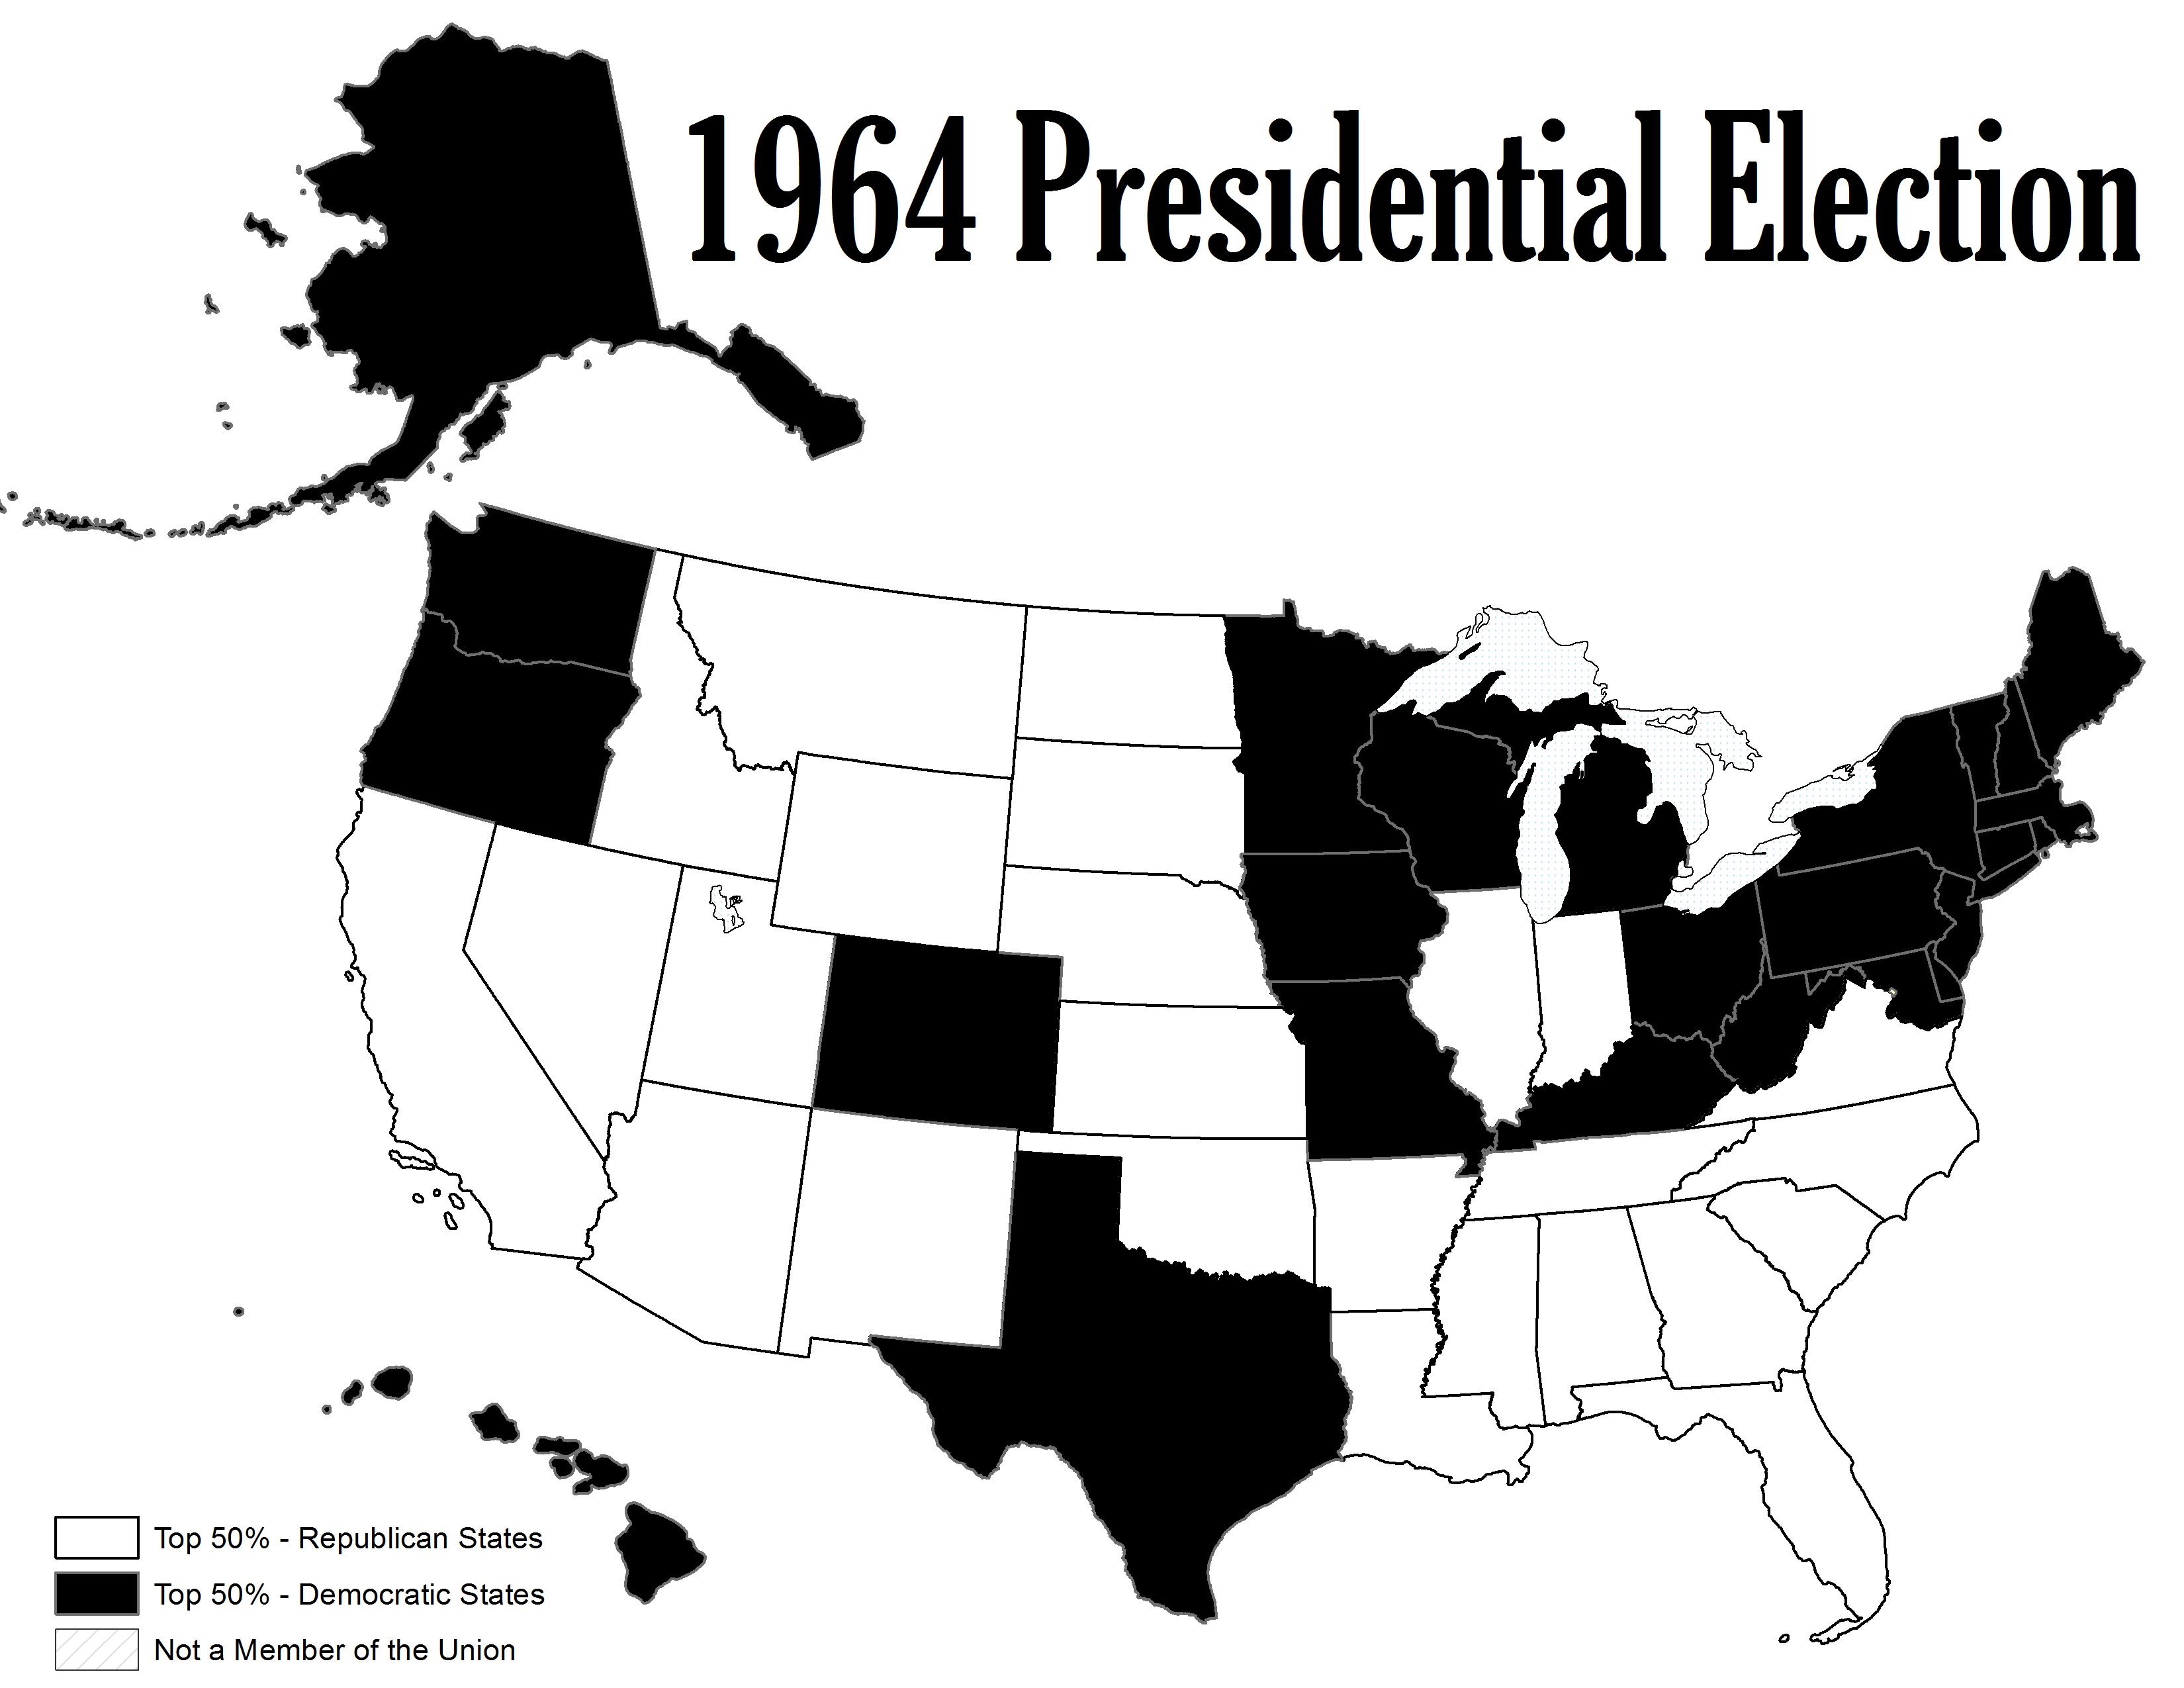 1964 Presidential Election
Top 50% - Republican States
Top 50% - Democratic States
Not a Member of the Union